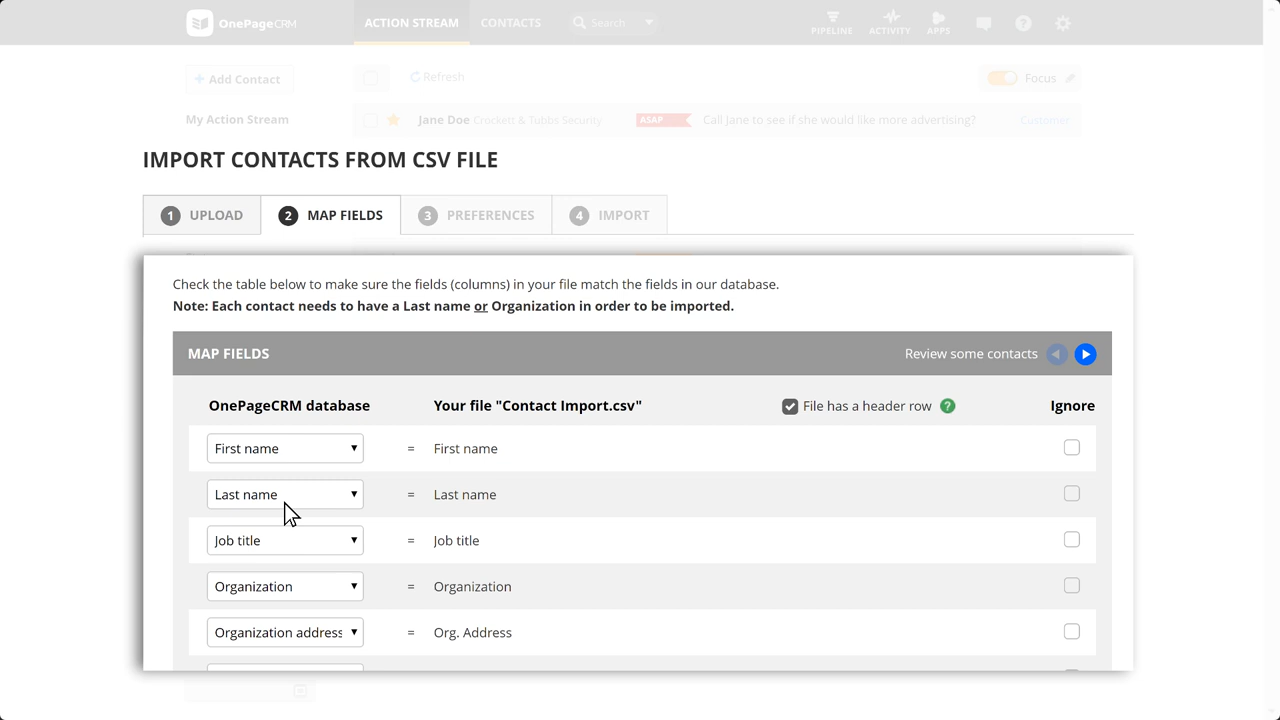 OnePageCRM
ACTION STREAM
CONTACTS
Search
PIPELINE
ACTIVITY
APPS
+ Add Contact
Refresh
Focus
My Action Stream
Jane Doe Crockett & Tubbs Security
ASAP
Call Jane to see if she would like more advertising?
Customer
IMPORT CONTACTS FROM CSV FILE
1 UPLOAD
2 MAP FIELDS
3 PREFERENCES
4 IMPORT
Check the table below to make sure the fields (columns) in your file match the fields in our database.
Note: Each contact needs to have a Last name or Organization in order to be imported.
MAP FIELDS
Review some contacts
OnePageCRM database
Your file "Contact Import.csv"
File has a header row ?
Ignore
First name = First name
Last name = Last name
Job title = Job title
Organization = Organization
Organization address = Org. Address